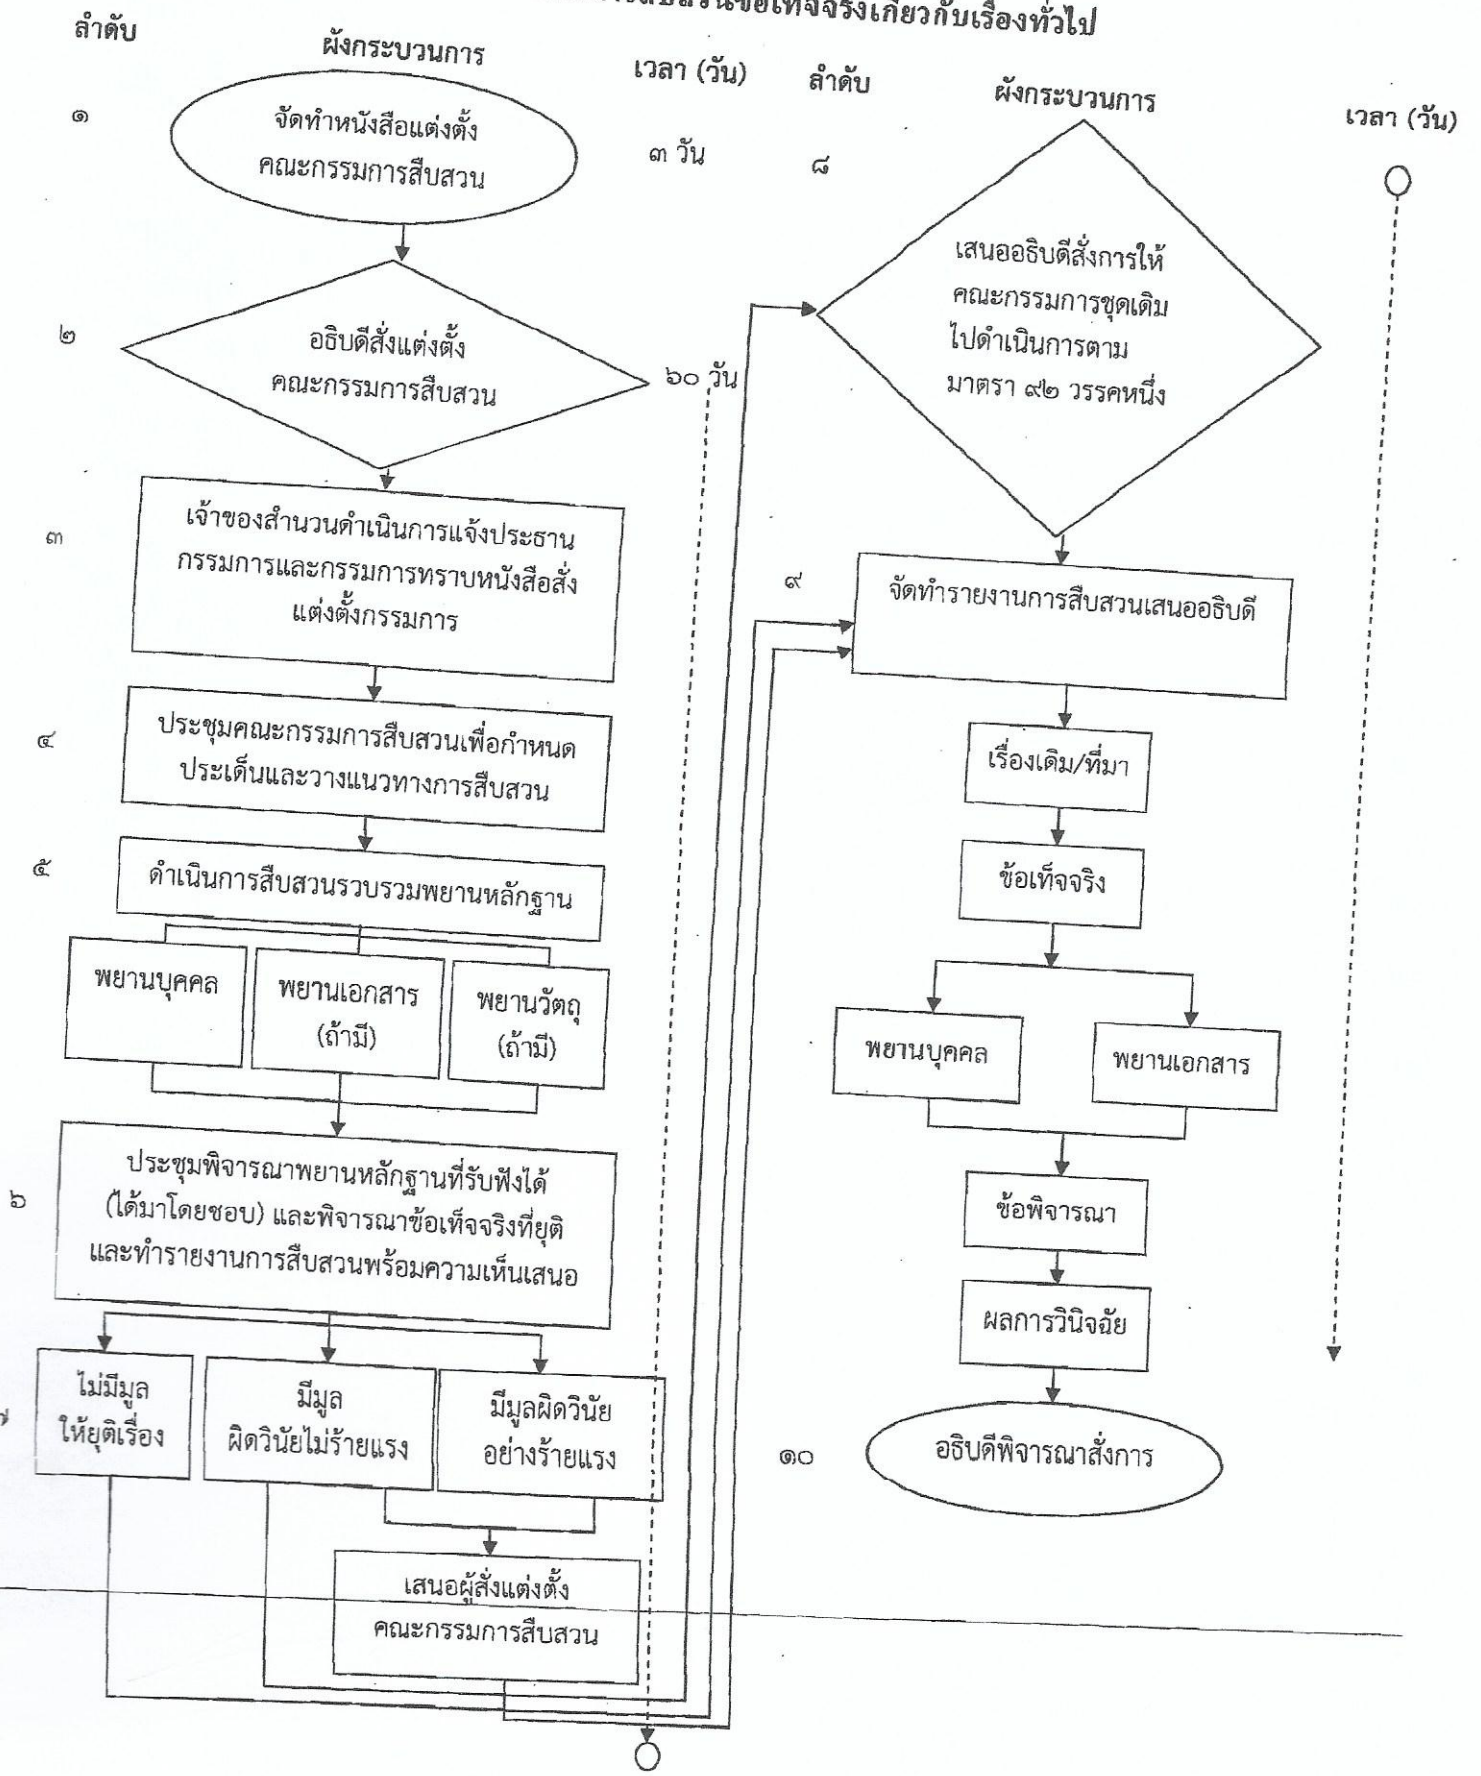 ข้อเท็จจริงเกี่ยวกับเรื่องทั่วไป
ลำดับ
ผังกระบวนการ
เวลา (วัน)
๑
จัดทำหนังสือแต่งตั้ง
คณะกรรมการสืบสวน
๓ วัน
๒
อธิบดีสั่งแต่งตั้ง
คณะกรรมการสืบสวน
๖๐ วัน
๓
เจ้าของสำนวนดำเนินการแจ้งประธาน
กรรมการและกรรมการทราบหนังสือสั่ง
แต่งตั้งกรรมการ
๔
ประชุมคณะกรรมการสืบสวนเพื่อกำหนด
ประเด็นและวางแนวทางการสืบสวน
๕
ดำเนินการสืบสวนรวบรวมพยานหลักฐาน
พยานบุคคล
พยานเอกสาร
(ถ้ามี)
พยานวัตถุ
(ถ้ามี)
๖
ประชุมพิจารณาพยานหลักฐานที่รับฟังได้
(ได้มาโดยชอบ) และพิจารณาข้อเท็จจริงที่ยุติ
และทำรายงานการสืบสวนพร้อมความเห็นเสนอ
ไม่มีมูล
ให้ยุติเรื่อง
มีมูล
ผิดวินัยไม่ร้ายแรง
มีมูลผิดวินัย
อย่างร้ายแรง
เสนอผู้สั่งแต่งตั้ง
คณะกรรมการสืบสวน
ลำดับ
ผังกระบวนการ
เวลา (วัน)
๘
เสนออธิบดีสั่งการให้
คณะกรรมการชุดเดิม
ไปดำเนินการตาม
มาตรา ๙๒ วรรคหนึ่ง
๙
จัดทำรายงานการสืบสวนเสนออธิบดี
เรื่องเดิม/ที่มา
ข้อเท็จจริง
พยานบุคคล
พยานเอกสาร
ข้อพิจารณา
ผลการวินิจฉัย
๑๐
อธิบดีพิจารณาสั่งการ